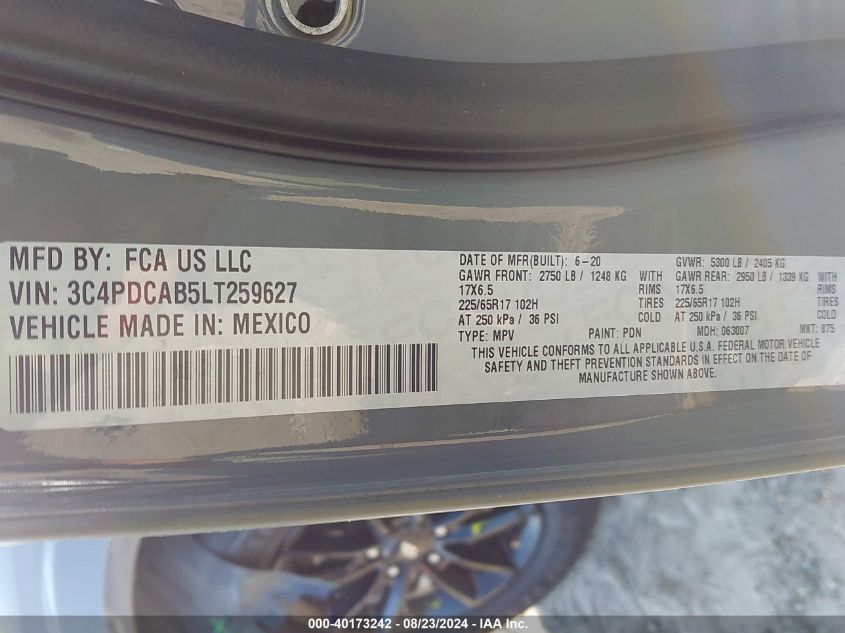 MFD BY: FCA US LLC
VIN: 3C4PDCAB5LT259627
VEHICLE MADE IN: MEXICO
DATE OF MFR(BUILT): 6-20 GVWR: 5300 LB / 2405 KG
GAWR FRONT: 2750 LB / 1248 KG GAWR REAR: 2950 LB / 1339 KG
17X6.5 RIMS 17X6.5 RIMS
225/65R17 102H TIRES 225/65R17 102H TIRES
AT 250 kPa / 36 PSI COLD AT 250 kPa / 36 PSI COLD
TYPE: MPV PAINT: PDN MDH: 063007 MKT: 875
THIS VEHICLE CONFORMS TO ALL APPLICABLE U.S.A. FEDERAL MOTOR VEHICLE
SAFETY AND THEFT PREVENTION STANDARDS IN EFFECT ON THE DATE OF
MANUFACTURE SHOWN ABOVE.
000-40173242 - 08/23/2024 - IAA Inc.